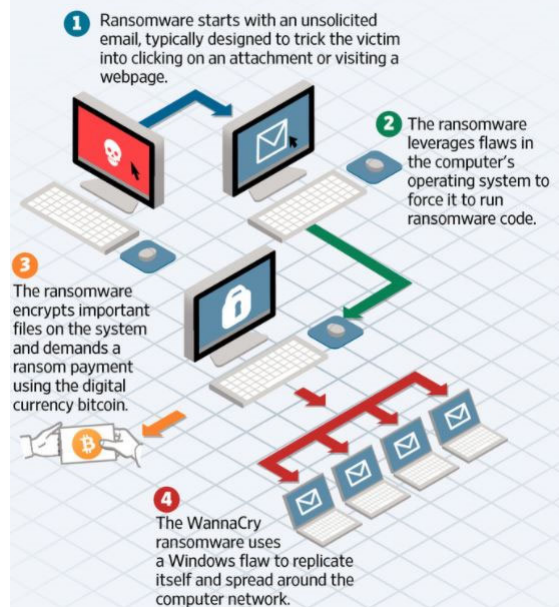 1 Ransomware starts with an unsolicited
email, typically designed to trick the victim
into clicking on an attachment or visiting a
webpage.
2 The ransomware
leverages flaws in
the computer's
operating system to
force it to run
ransomware code.
3
The ransomware
encrypts important
files on the system
and demands a
ransom payment
using the digital
currency bitcoin.
4
The WannaCry
ransomware uses
a Windows flaw to replicate
itself and spread around the
computer network.